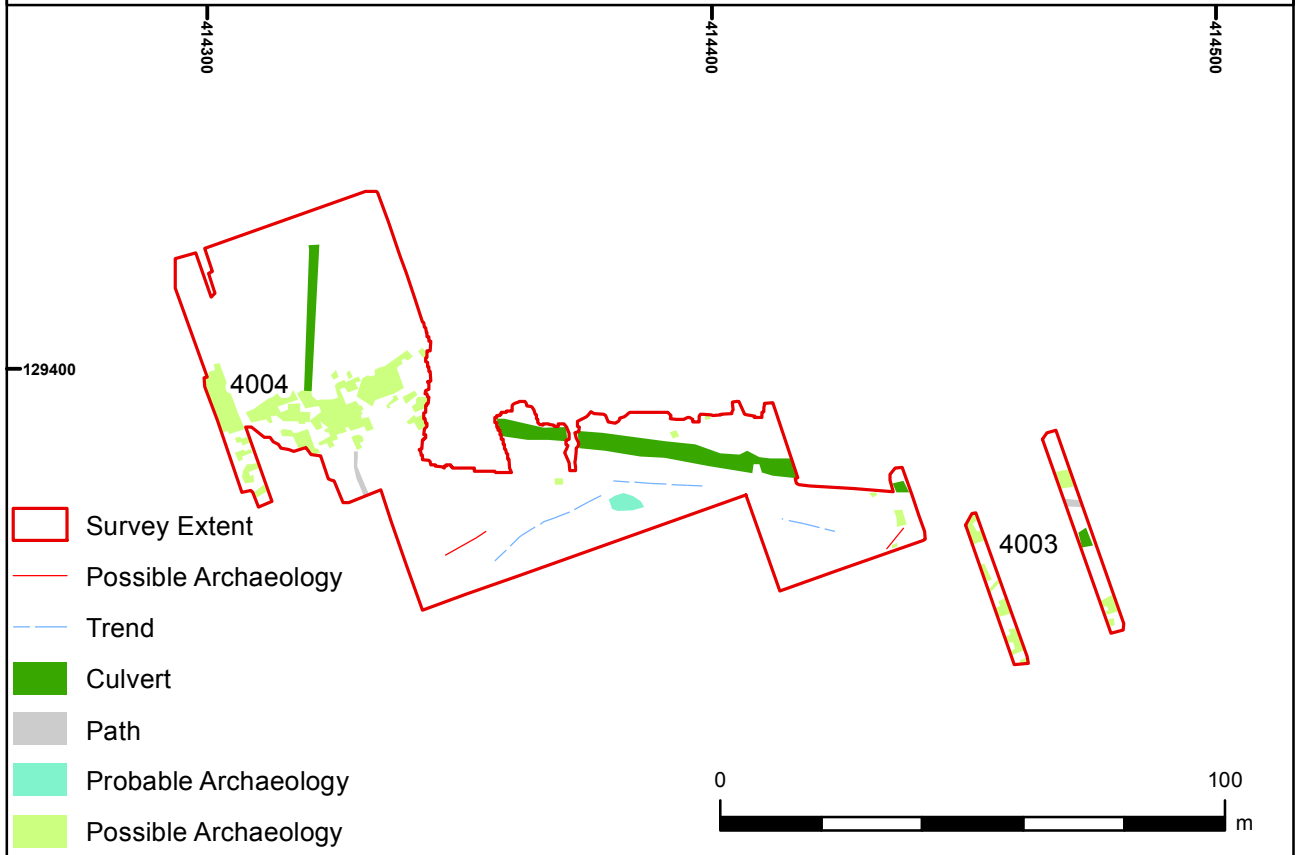 414300
414400
414500
129400
4004
4003
Survey Extent
Possible Archaeology
Trend
Culvert
Path
Probable Archaeology
Possible Archaeology
0 100
m